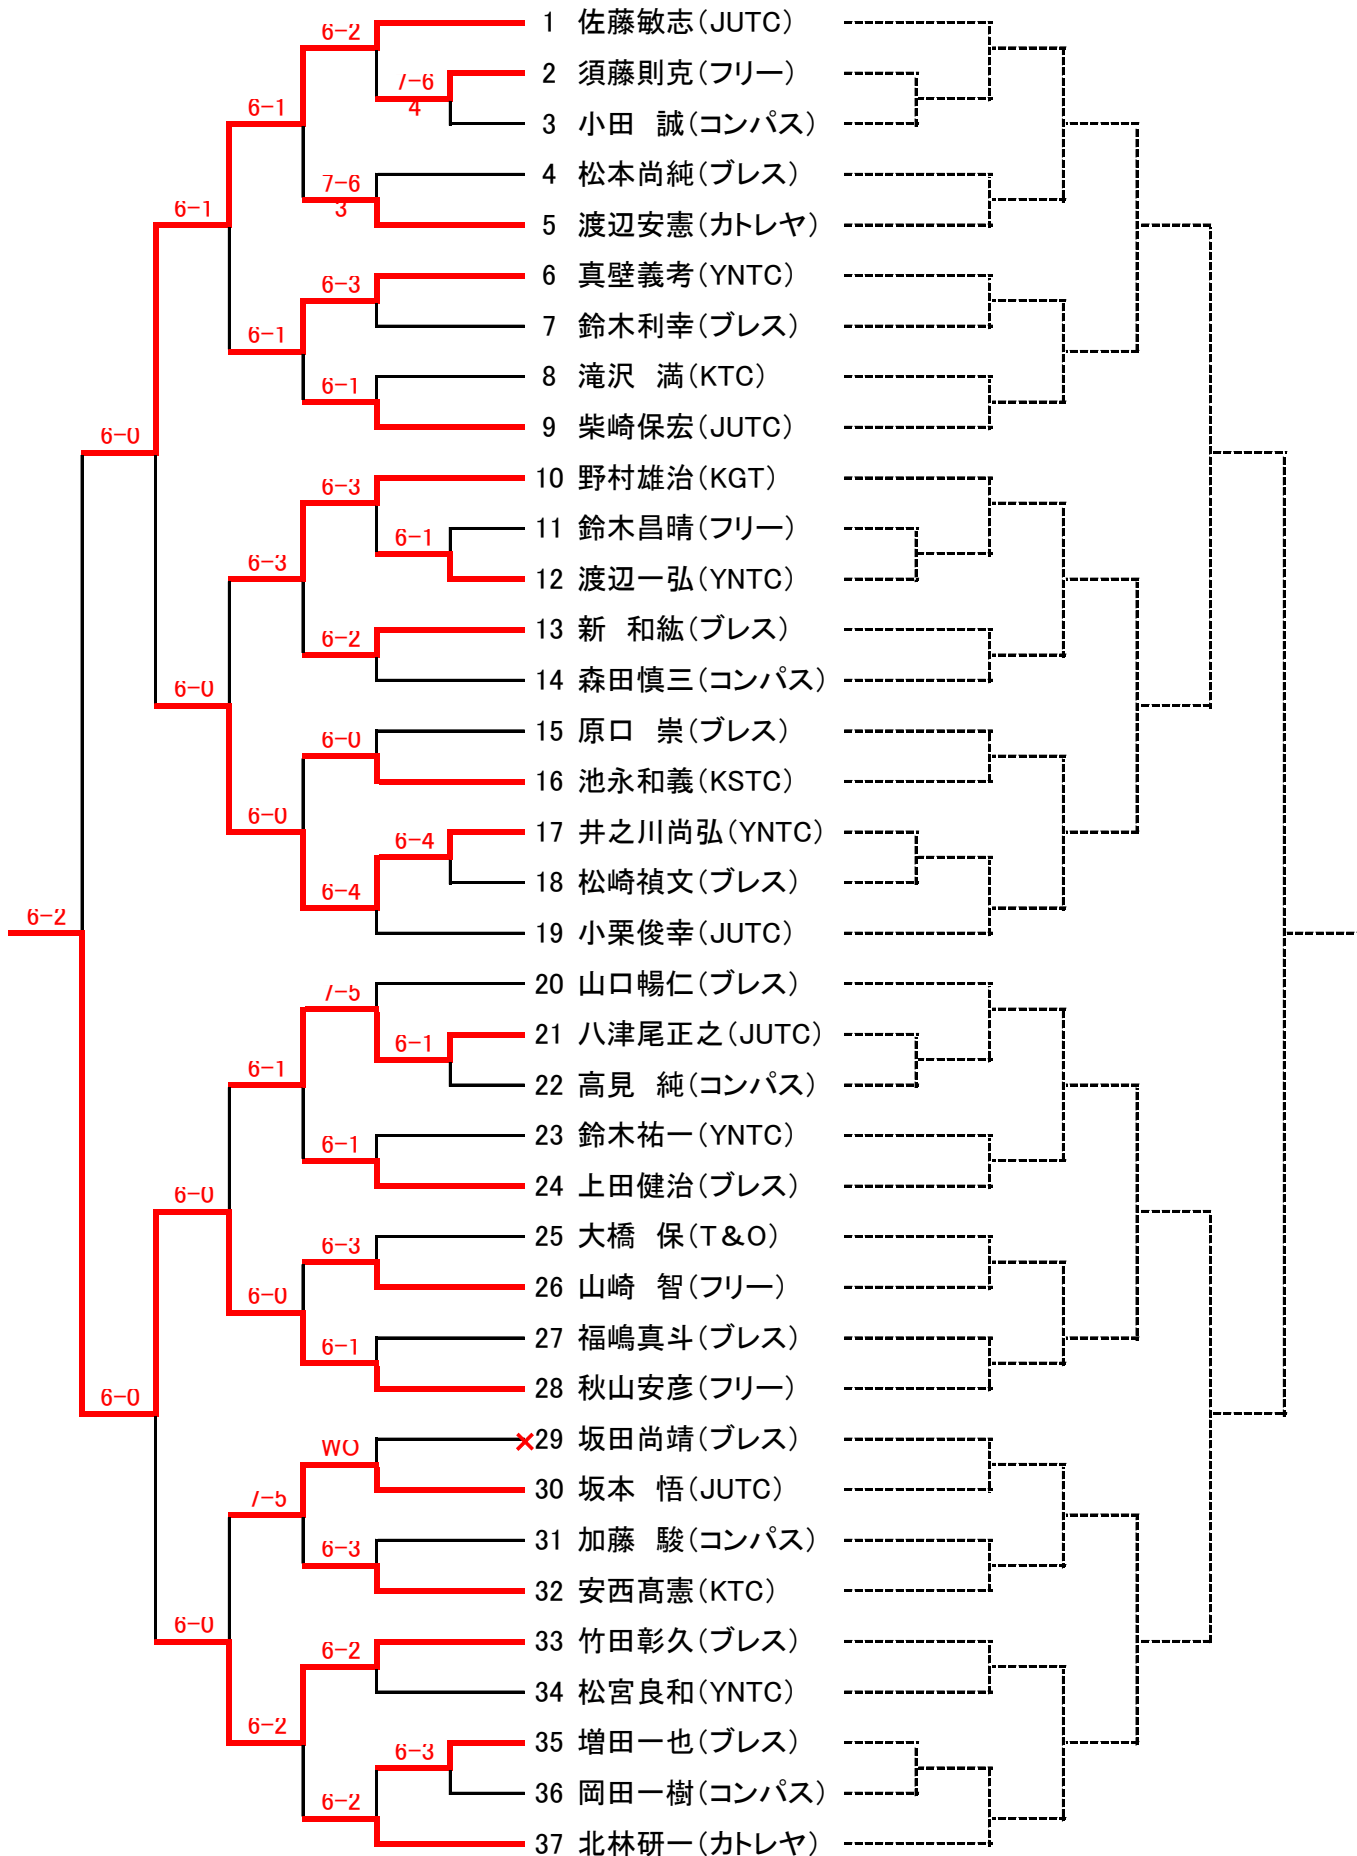 6-2
1 佐藤敏志(JUTC)
2 須藤則克(フリー)
7-6
4
6-1
3 小田 誠(コンパス)
4 松本尚純(ブレス)
7-6
3
6-1
5 渡辺安憲(カトレヤ)
6 真壁義考(YNTC)
6-3
7 鈴木利幸(ブレス)
6-1
8 滝沢 満(KTC)
6-1
9 柴崎保宏(JUTC)
6-0
10 野村雄治(KGT)
6-3
11 鈴木昌晴(フリー)
6-1
6-3
12 渡辺一弘(YNTC)
13 新 和紘(ブレス)
6-2
14 森田慎三(コンパス)
6-0
15 原口 崇(ブレス)
6-0
16 池永和義(KSTC)
6-0
17 井之川尚弘(YNTC)
6-4
18 松崎禎文(ブレス)
6-4
6-2
19 小栗俊幸(JUTC)
20 山口暢仁(ブレス)
7-5
21 八津尾正之(JUTC)
6-1
6-1
22 高見 純(コンパス)
23 鈴木祐一(YNTC)
6-1
24 上田健治(ブレス)
6-0
25 大橋 保(T&O)
6-3
26 山崎 智(フリー)
6-0
27 福嶋真斗(ブレス)
6-1
28 秋山安彦(フリー)
6-0
×29 坂田尚靖(ブレス)
WO
30 坂本 悟(JUTC)
7-5
31 加藤 駿(コンパス)
6-3
32 安西髙憲(KTC)
6-0
33 竹田彰久(ブレス)
6-2
34 松宮良和(YNTC)
6-2
35 増田一也(ブレス)
6-3
36 岡田一樹(コンパス)
6-2
37 北林研一(カトレヤ)